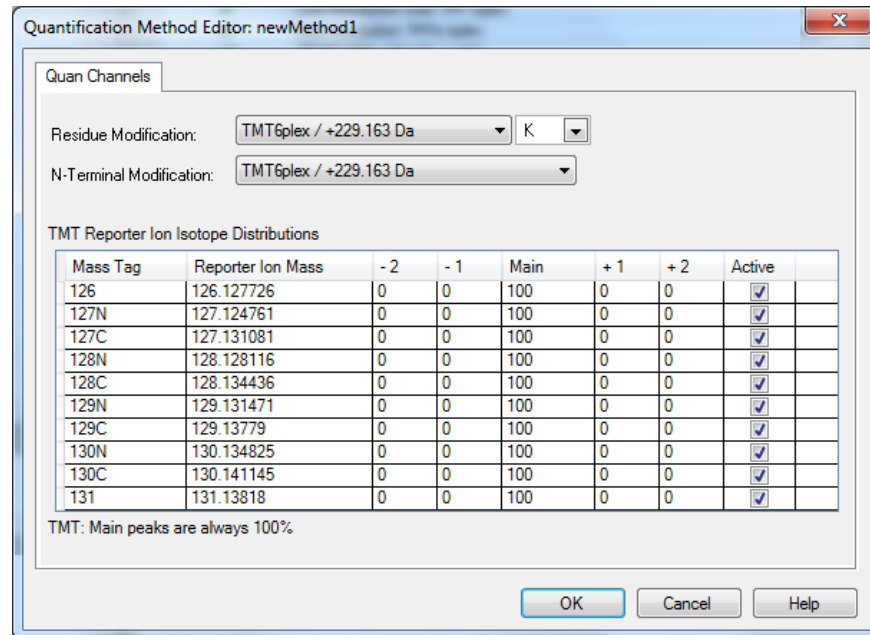 Quantification Method Editor: newMethod1
Quan Channels
Residue Modification: TMT6plex / +229.163 Da K
N-Terminal Modification: TMT6plex / +229.163 Da
TMT Reporter Ion Isotope Distributions
Mass Tag Reporter Ion Mass - 2 - 1 Main + 1 + 2 Active
126 126.127726 0 0 100 0 0
127N 127.124761 0 0 100 0 0
127C 127.131081 0 0 100 0 0
128N 128.128116 0 0 100 0 0
128C 128.134436 0 0 100 0 0
129N 129.131471 0 0 100 0 0
129C 129.13779 0 0 100 0 0
130N 130.134825 0 0 100 0 0
130C 130.141145 0 0 100 0 0
131 131.13818 0 0 100 0 0
TMT: Main peaks are always 100%
OK Cancel Help